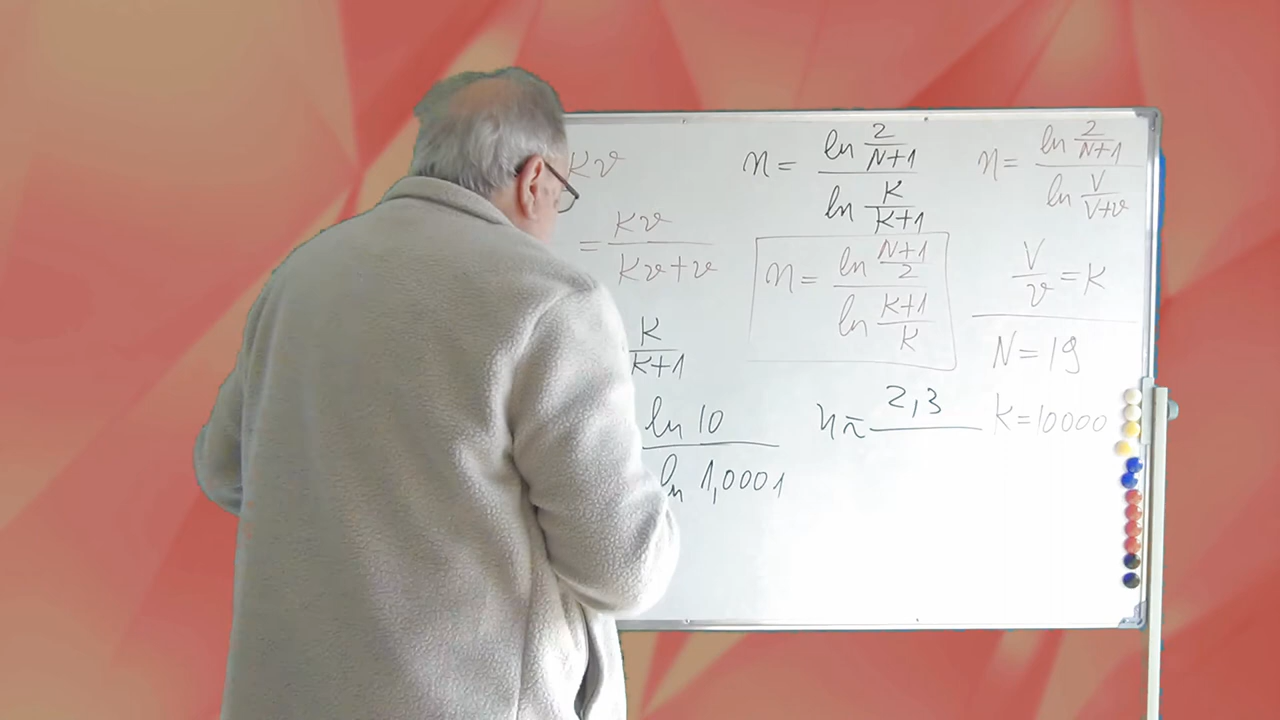 Kv
= Kv / (Kv+v)
K / (K+1)
ln 10 / ln 1,0001
n = ln 2/(N+1) / ln K/(K+1)
n = ln (N+1)/2 / ln (K+1)/K
n ≈ 2,3
n = ln 2/(N+1) / ln V/(V+v)
V/v = K
N = 19
K = 10000